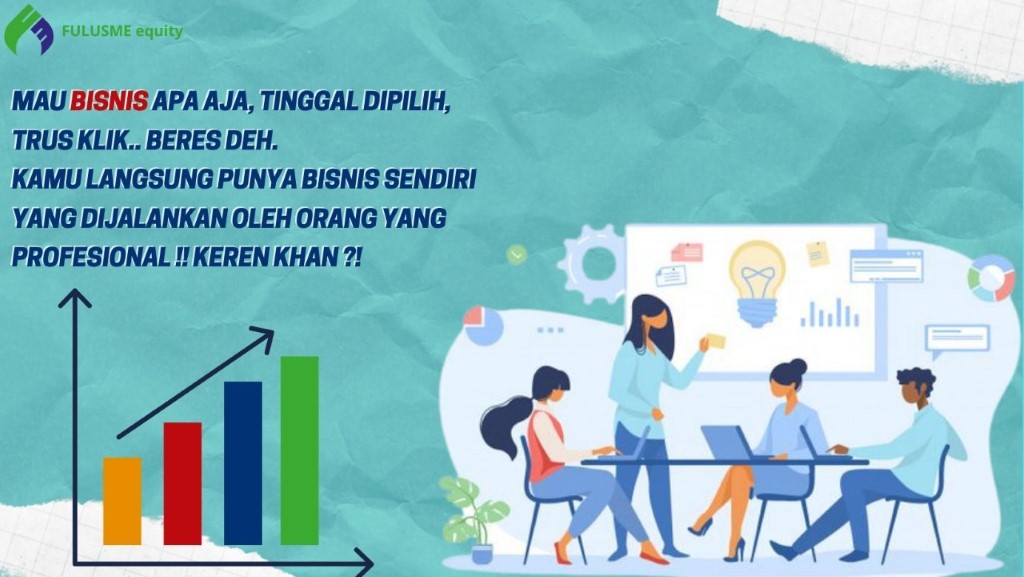 FULUSME equity
MAU BISNIS APA AJA, TINGGAL DIPILIH,
TRUS KLIK.. BERES DEH.
KAMU LANGSUNG PUNYA BISNIS SENDIRI
YANG DIJALANKAN OLEH ORANG YANG
PROFESIONAL !! KEREN KHAN ?!